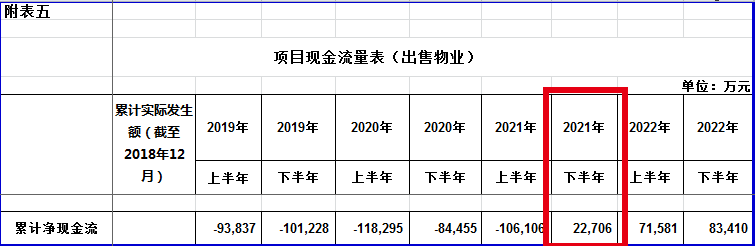 附表五
项目现金流量表（出售物业）
单位：万元
累计实际发生额（截至2018年12月） 2019年 2019年 2020年 2020年 2021年 2021年 2022年 2022年
上半年 下半年 上半年 下半年 上半年 下半年 上半年 下半年
累计净现金流 -93,837 -101,228 -118,295 -84,455 -106,106 22,706 71,581 83,410